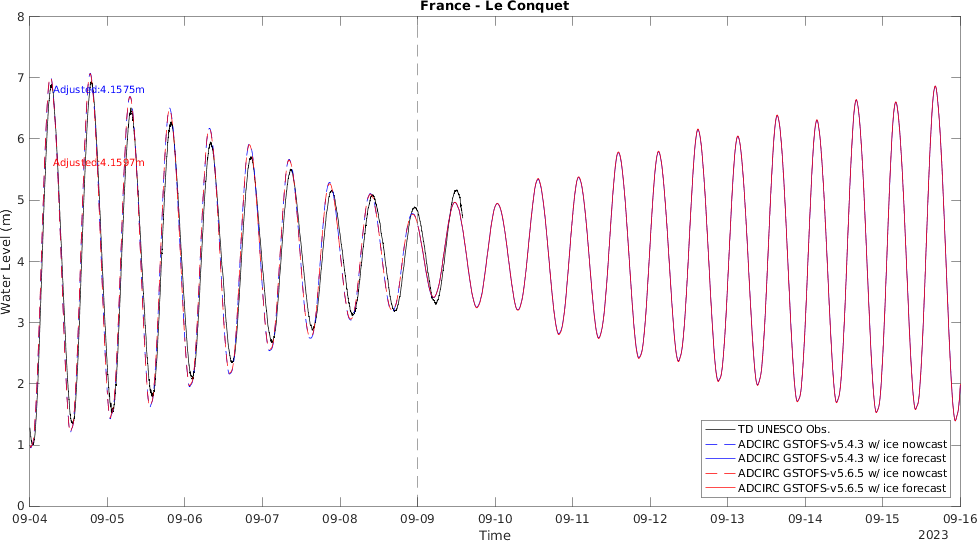 France - Le Conquet
8
7
6
5
4
3
2
1
0
Water Level (m)
Adjusted:4.1575m
Adjusted:4.1597m
TD UNESCO Obs.
ADCIRC GSTOFS-v5.4.3 w/ ice nowcast
ADCIRC GSTOFS-v5.4.3 w/ ice forecast
ADCIRC GSTOFS-v5.6.5 w/ ice nowcast
ADCIRC GSTOFS-v5.6.5 w/ ice forecast
09-04 09-05 09-06 09-07 09-08 09-09 09-10 09-11 09-12 09-13 09-14 09-15 09-16
Time
2023